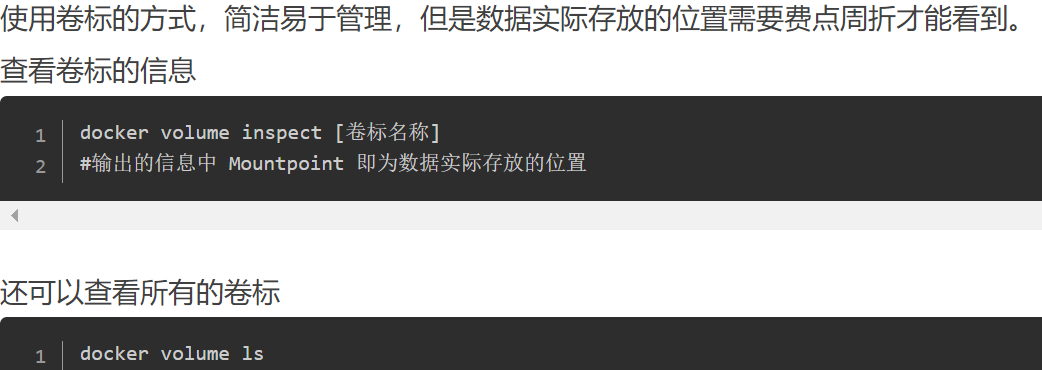 使用卷标的方式，简洁易于管理，但是数据实际存放的位置需要费点周折才能看到。
查看卷标的信息
1 docker volume inspect [卷标名称]
2 #输出的信息中 Mountpoint 即为数据实际存放的位置
还可以查看所有的卷标
1 docker volume ls